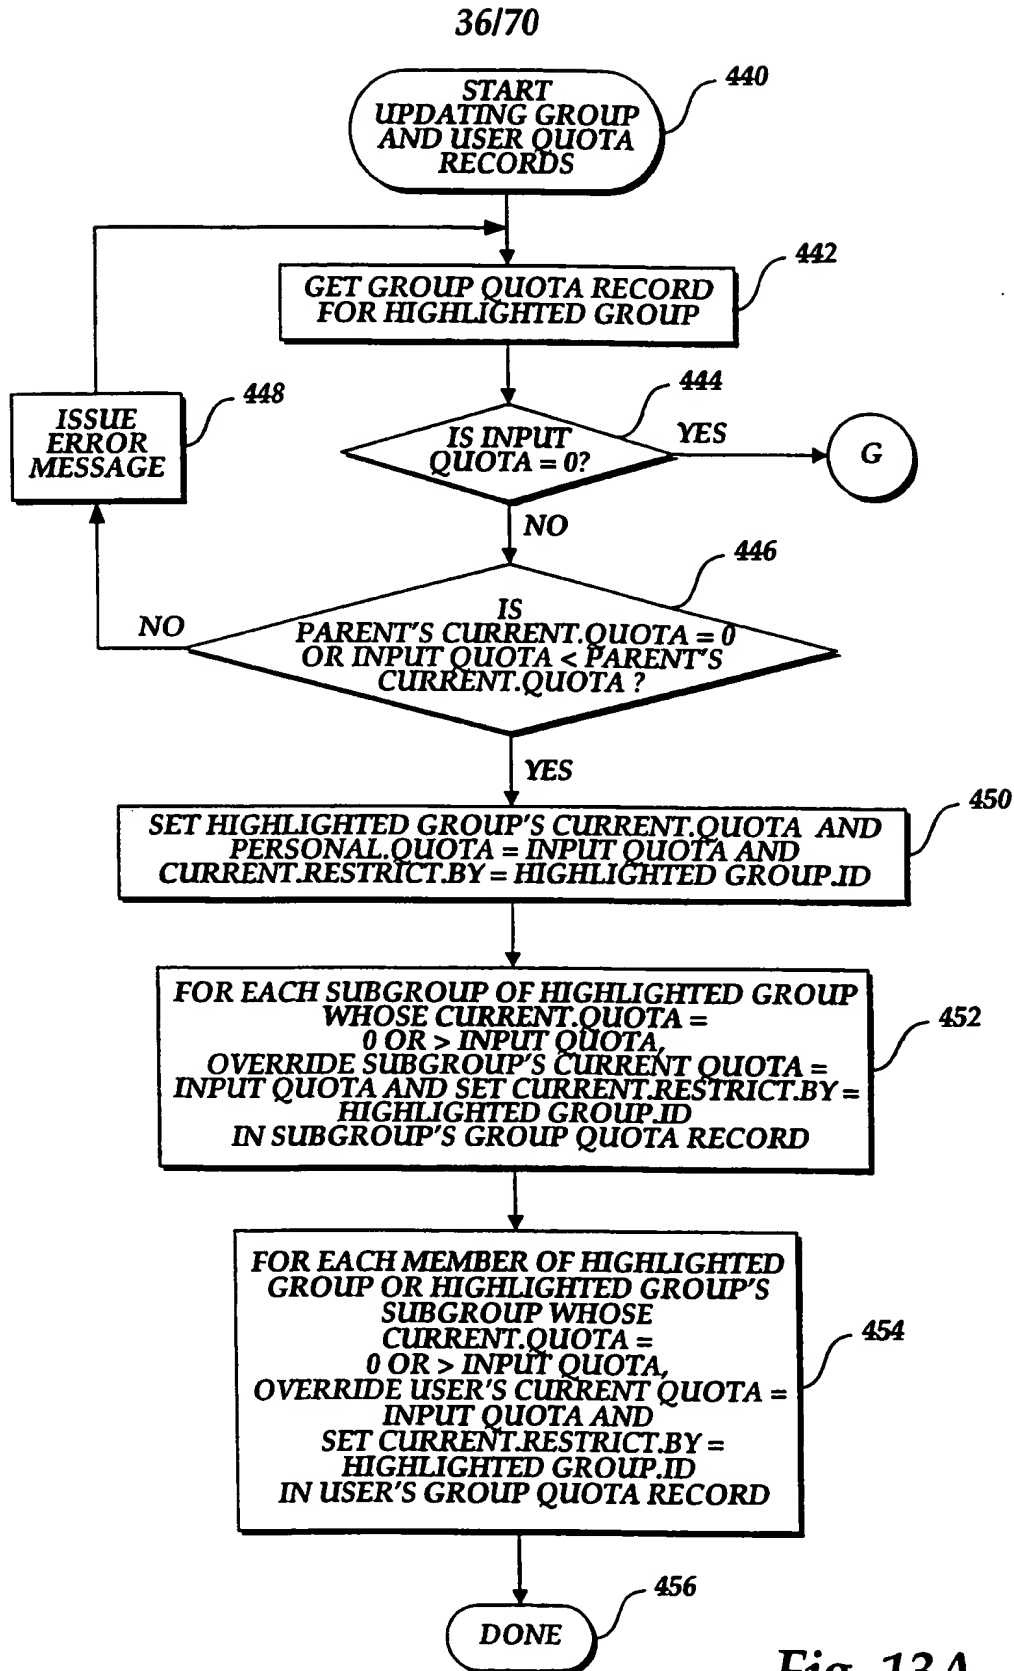 36/70
START
UPDATING GROUP
AND USER QUOTA
RECORDS
440
GET GROUP QUOTA RECORD
FOR HIGHLIGHTED GROUP
442
ISSUE
ERROR
MESSAGE
448
IS INPUT
QUOTA = 0?
444
YES
G
NO
446
IS
PARENT'S CURRENT.QUOTA = 0
OR INPUT QUOTA < PARENT'S
CURRENT.QUOTA ?
NO
YES
450
SET HIGHLIGHTED GROUP'S CURRENT.QUOTA AND
PERSONAL.QUOTA = INPUT QUOTA AND
CURRENT.RESTRICT.BY = HIGHLIGHTED GROUP.ID
452
FOR EACH SUBGROUP OF HIGHLIGHTED GROUP
WHOSE CURRENT.QUOTA =
0 OR > INPUT QUOTA,
OVERRIDE SUBGROUP'S CURRENT QUOTA =
INPUT QUOTA AND SET CURRENT.RESTRICT.BY =
HIGHLIGHTED GROUP.ID
IN SUBGROUP'S GROUP QUOTA RECORD
454
FOR EACH MEMBER OF HIGHLIGHTED
GROUP OR HIGHLIGHTED GROUP'S
SUBGROUP WHOSE
CURRENT.QUOTA =
0 OR > INPUT QUOTA,
OVERRIDE USER'S CURRENT QUOTA =
INPUT QUOTA AND
SET CURRENT.RESTRICT.BY =
HIGHLIGHTED GROUP.ID
IN USER'S GROUP QUOTA RECORD
456
DONE
Fig. 13A